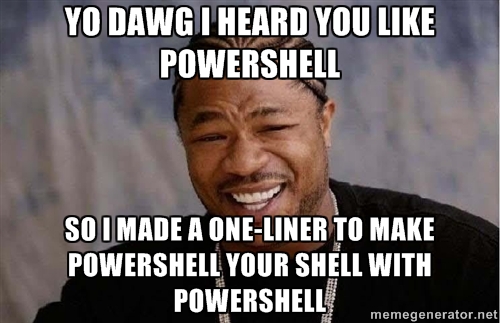 YO DAWG I HEARD YOU LIKE
POWERSHELL
SO I MADE A ONE-LINER TO MAKE
POWERSHELL YOUR SHELL WITH
POWERSHELL
memegenerator.net